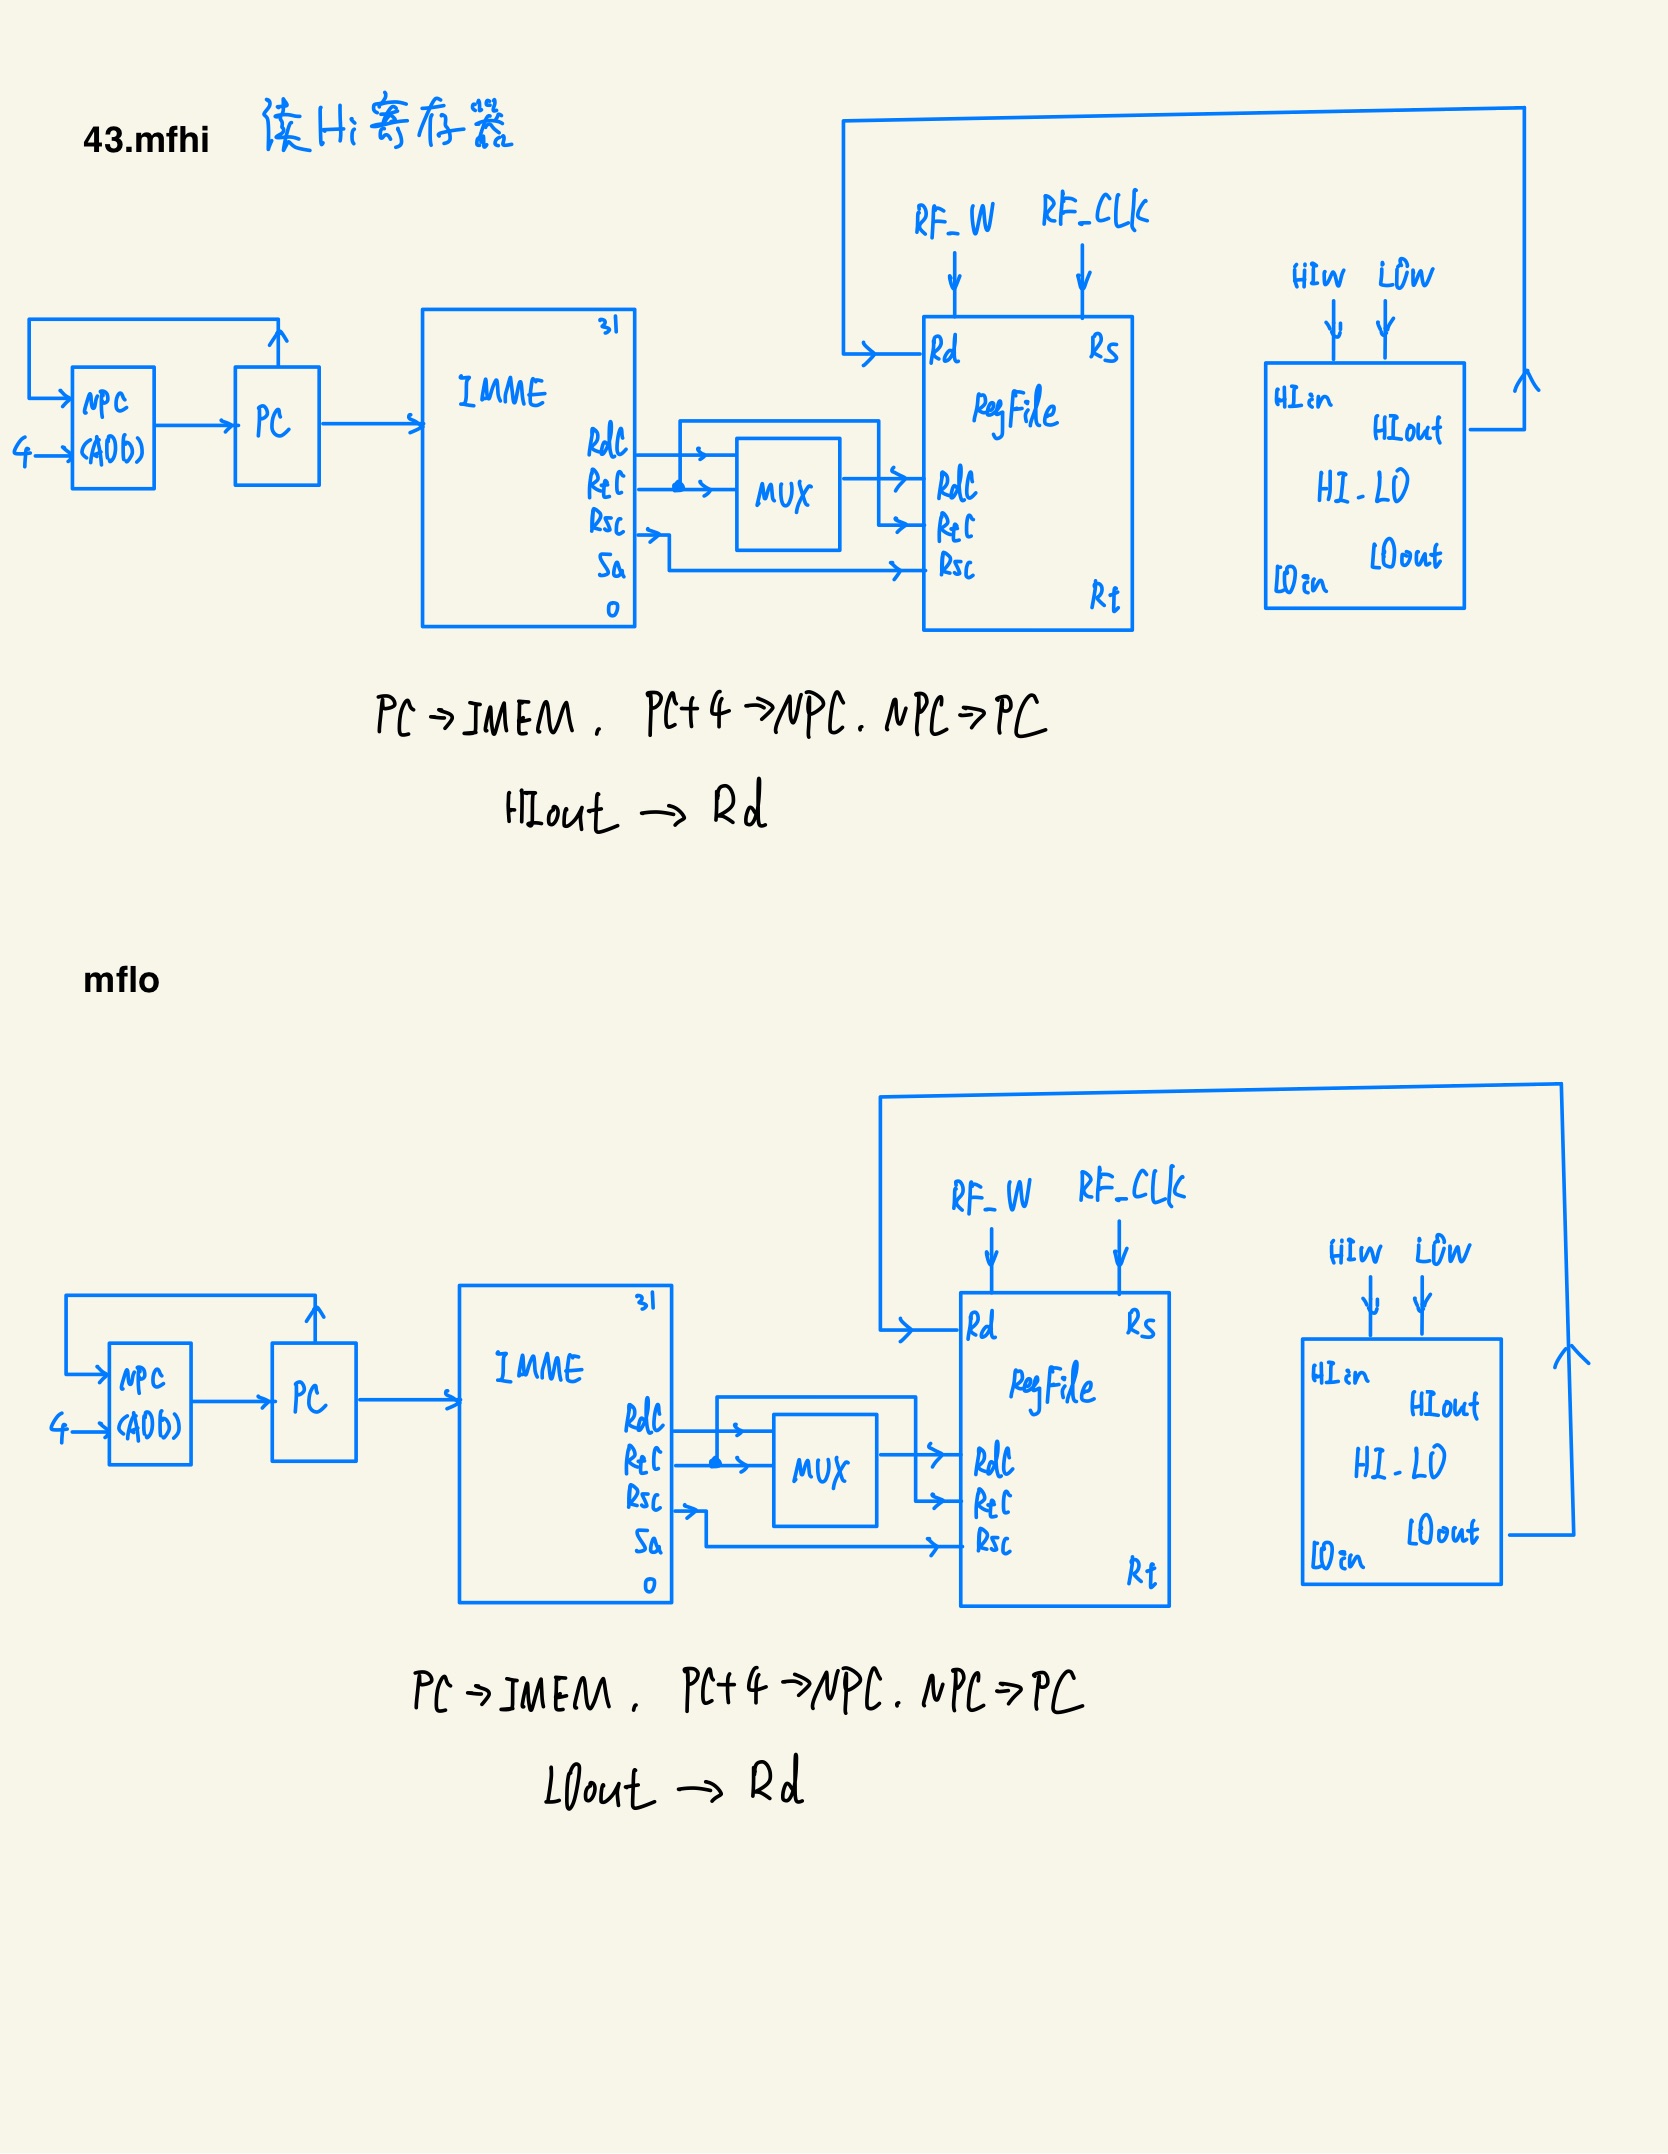 43.mfhi 读Hi寄存器
RF_W RF_CLK
HIW LOW
31
Rd Rs
IMME
NPC
(ADD)
4
PC
RegFile
HIin
HIout
RdC
RtC
Rsc
Sa
0
MUX
RdC
RtC
Rsc
Rt
HI_LO
LOout
LOin
PC→IMEM. PC+4→NPC. NPC→PC
HIout → Rd
mflo
RF_W RF_CLK
HIW LOW
31
Rd Rs
IMME
NPC
(ADD)
4
PC
RegFile
HIin
HIout
RdC
RtC
Rsc
Sa
0
MUX
RdC
RtC
Rsc
Rt
HI_LO
LOout
LOin
PC→IMEM. PC+4→NPC. NPC→PC
LOout → Rd